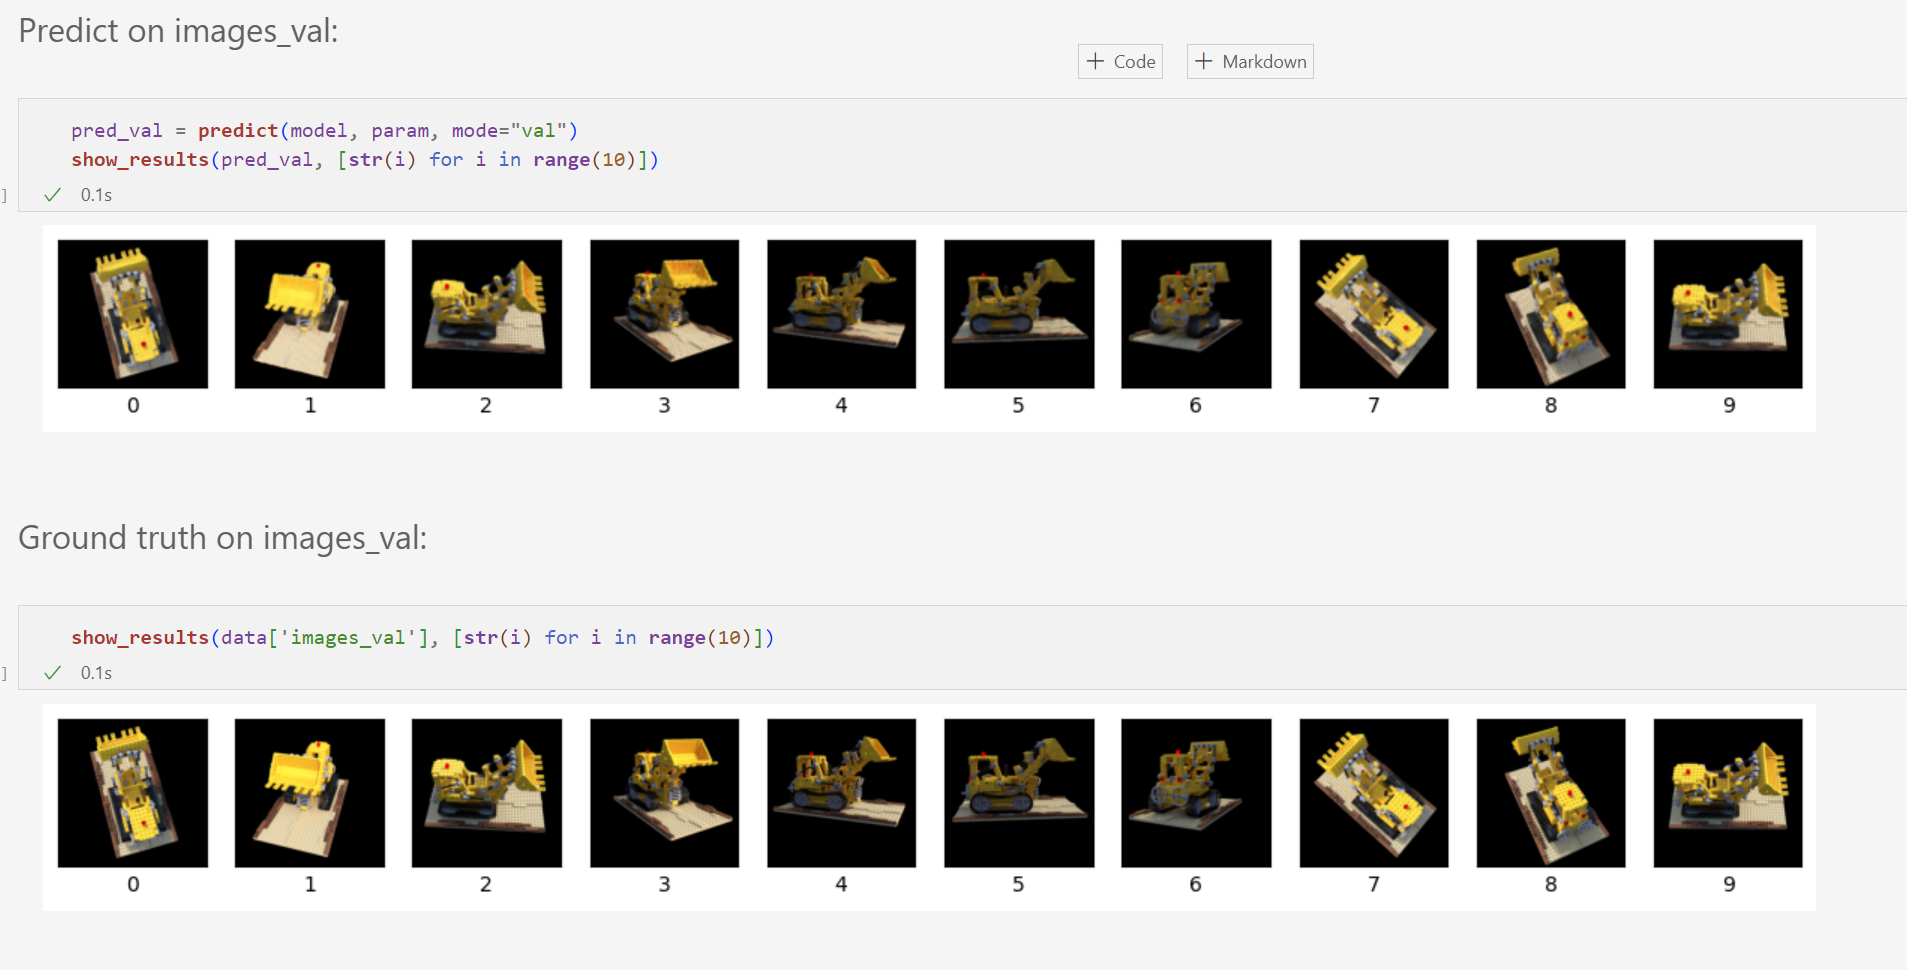 Predict on images_val:
+ Code + Markdown
pred_val = predict(model, param, mode="val")
show_results(pred_val, [str(i) for i in range(10)])
] ✓ 0.1s
0 1 2 3 4 5 6 7 8 9
Ground truth on images_val:
show_results(data['images_val'], [str(i) for i in range(10)])
] ✓ 0.1s
0 1 2 3 4 5 6 7 8 9